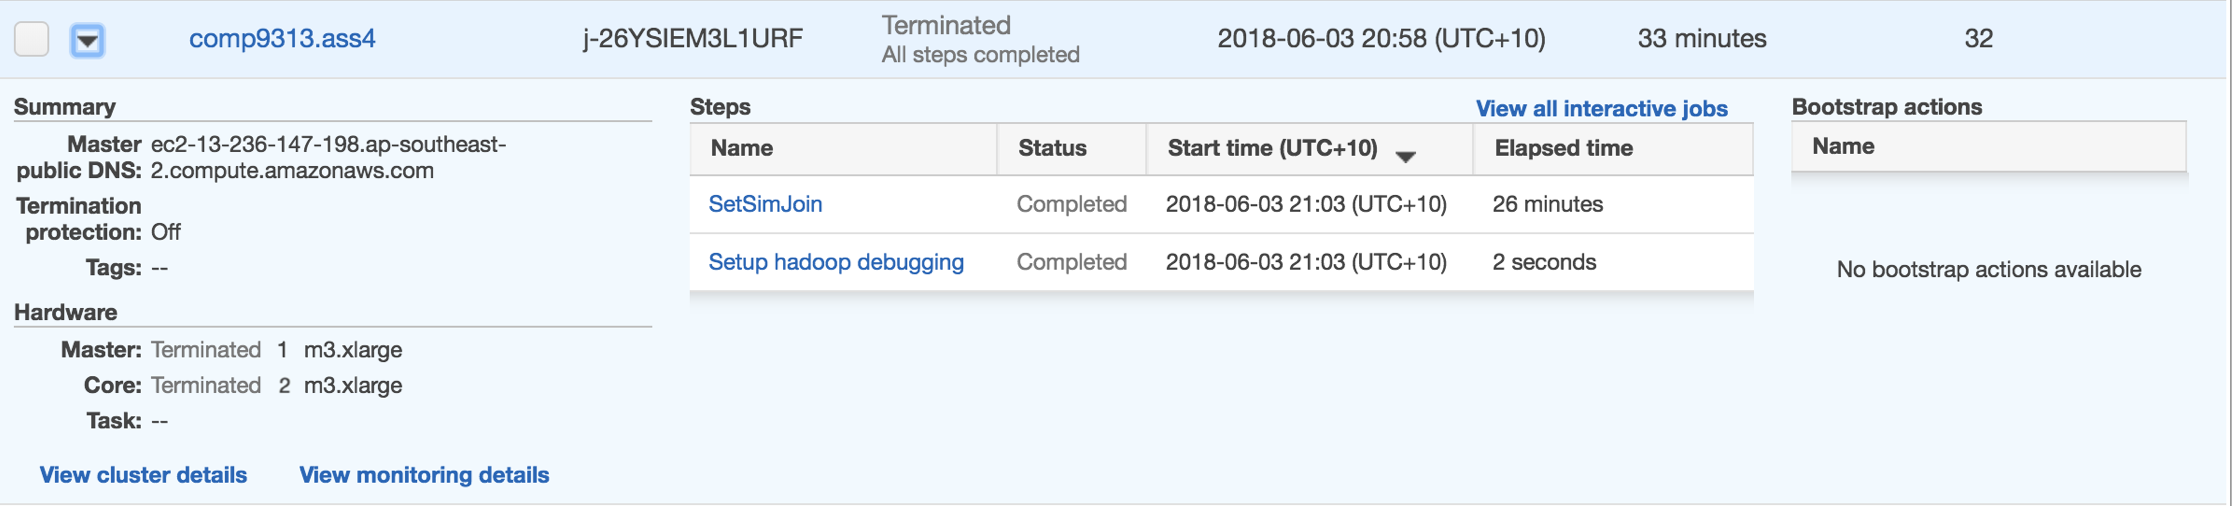 comp9313.ass4 j-26YSIEM3L1URF Terminated 2018-06-03 20:58 (UTC+10) 33 minutes 32
All steps completed
Summary
Master ec2-13-236-147-198.ap-southeast-
public DNS: 2.compute.amazonaws.com
Termination
protection: Off
Tags: --
Hardware
Master: Terminated 1 m3.xlarge
Core: Terminated 2 m3.xlarge
Task: --
View cluster details View monitoring details
Steps View all interactive jobs
Name Status Start time (UTC+10) Elapsed time
SetSimJoin Completed 2018-06-03 21:03 (UTC+10) 26 minutes
Setup hadoop debugging Completed 2018-06-03 21:03 (UTC+10) 2 seconds
Bootstrap actions
Name
No bootstrap actions available